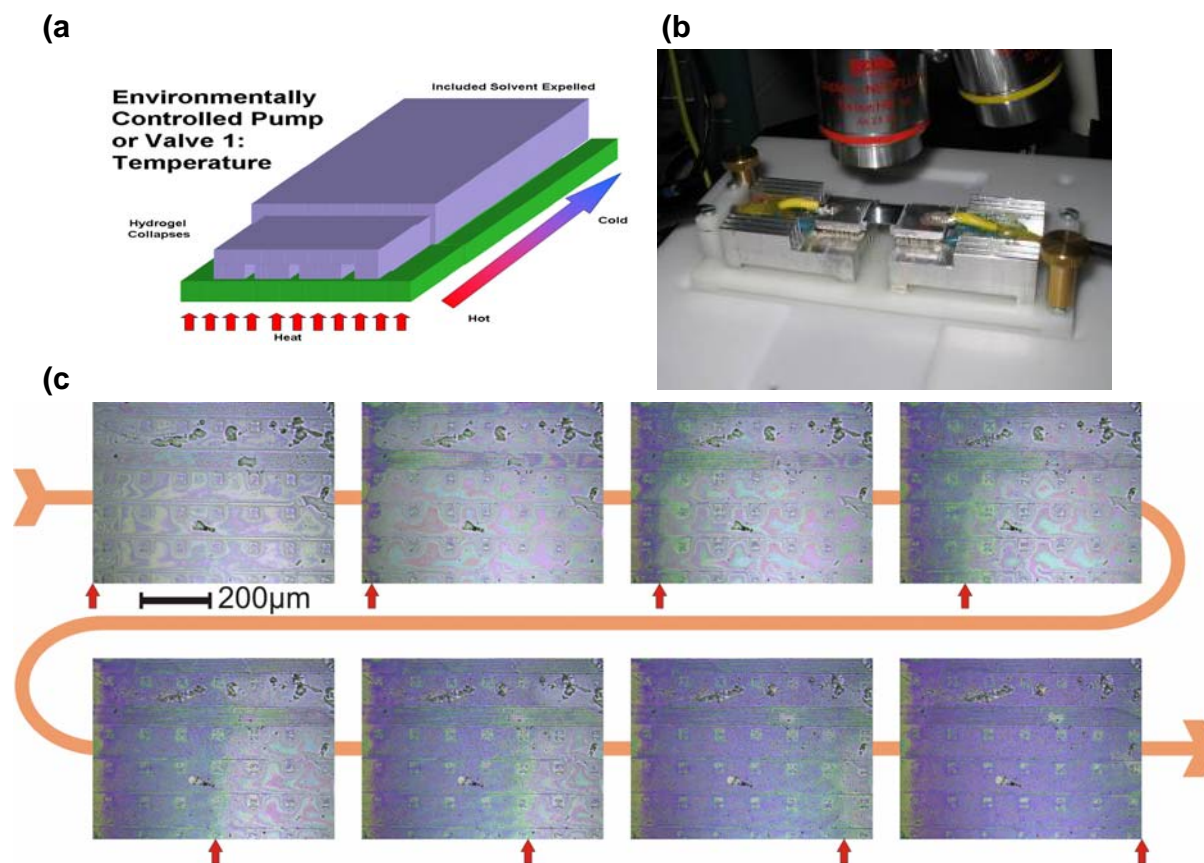 (a
(b
Environmentally
Controlled Pump
or Valve 1:
Temperature
Included Solvent Expelled
Hydrogel
Collapses
Cold
Hot
Heat
(c
200µm